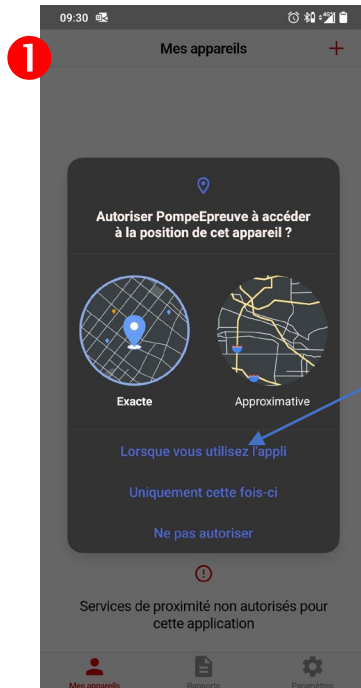 1
09:30
Mes appareils +
Autoriser PompeEpreuve à accéder
à la position de cet appareil ?
Exacte
Approximative
Lorsque vous utilisez l'appli
Uniquement cette fois-ci
Ne pas autoriser
Services de proximité non autorisés pour
cette application
Mes appareils
Rapports
Paramètres